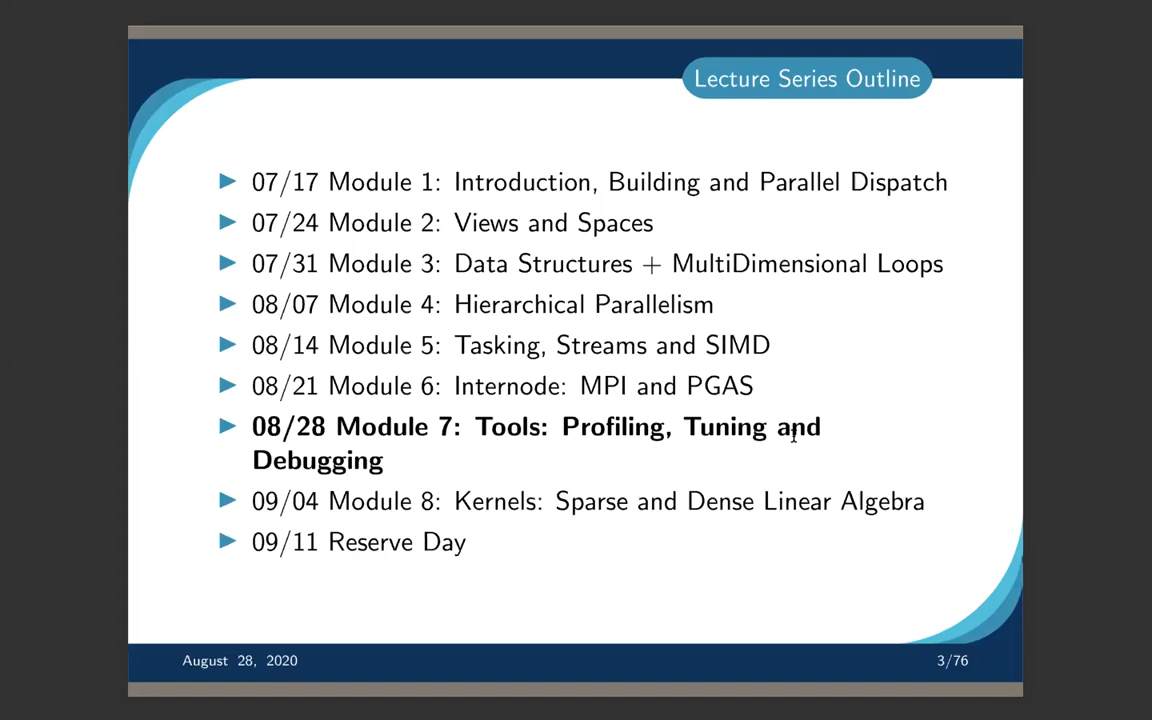 Lecture Series Outline
07/17 Module 1: Introduction, Building and Parallel Dispatch
07/24 Module 2: Views and Spaces
07/31 Module 3: Data Structures + MultiDimensional Loops
08/07 Module 4: Hierarchical Parallelism
08/14 Module 5: Tasking, Streams and SIMD
08/21 Module 6: Internode: MPI and PGAS
08/28 Module 7: Tools: Profiling, Tuning and
Debugging
09/04 Module 8: Kernels: Sparse and Dense Linear Algebra
09/11 Reserve Day
August 28, 2020
3/76